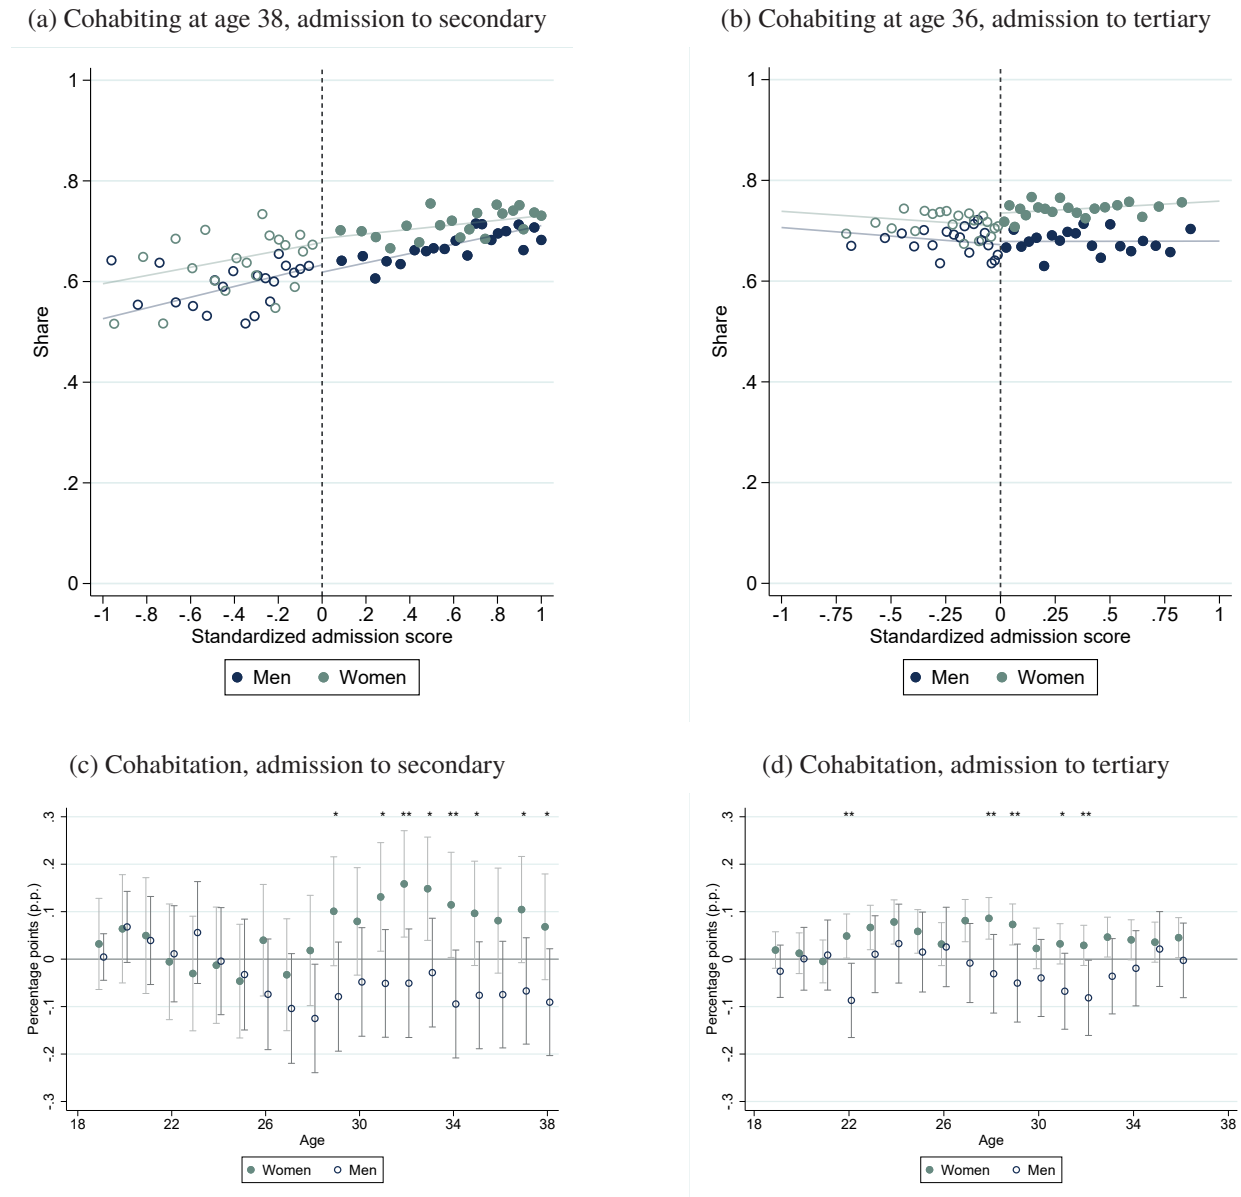 (a) Cohabiting at age 38, admission to secondary
1
.8
.6
.4
.2
0
Share
-1 -.8 -.6 -.4 -.2 0 .2 .4 .6 .8 1
Standardized admission score
Men Women
(b) Cohabiting at age 36, admission to tertiary
1
.8
.6
.4
.2
0
Share
-1 -.75 -.5 -.25 0 .25 .5 .75 1
Standardized admission score
Men Women
(c) Cohabitation, admission to secondary
* * ** * ** * * *
.3
.2
.1
0
-.1
-.2
-.3
Percentage points (p.p.)
18 22 26 30 34 38
Age
Women Men
(d) Cohabitation, admission to tertiary
** ** ** * **
.3
.2
.1
0
-.1
-.2
-.3
Percentage points (p.p.)
18 22 26 30 34 38
Age
Women Men